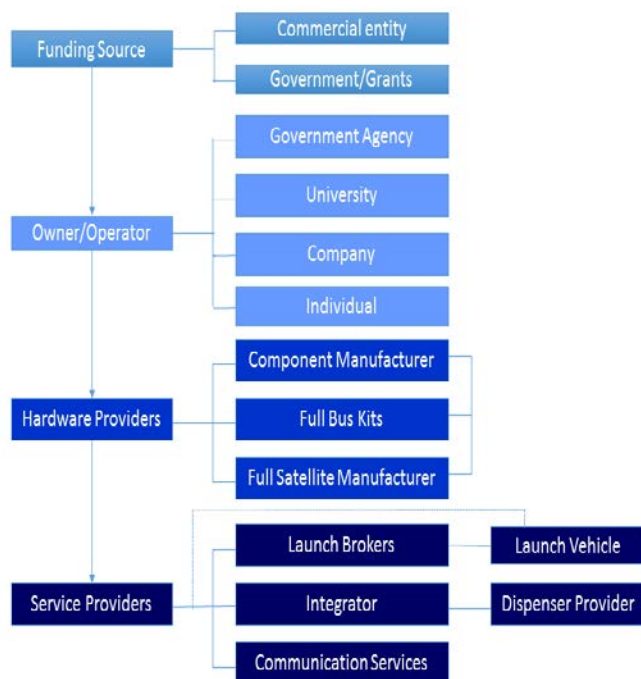 Commercial entity
Funding Source
Government/Grants
Government Agency
University
Owner/Operator
Company
Individual
Component Manufacturer
Hardware Providers
Full Bus Kits
Full Satellite Manufacturer
Launch Brokers
Launch Vehicle
Service Providers
Integrator
Dispenser Provider
Communication Services